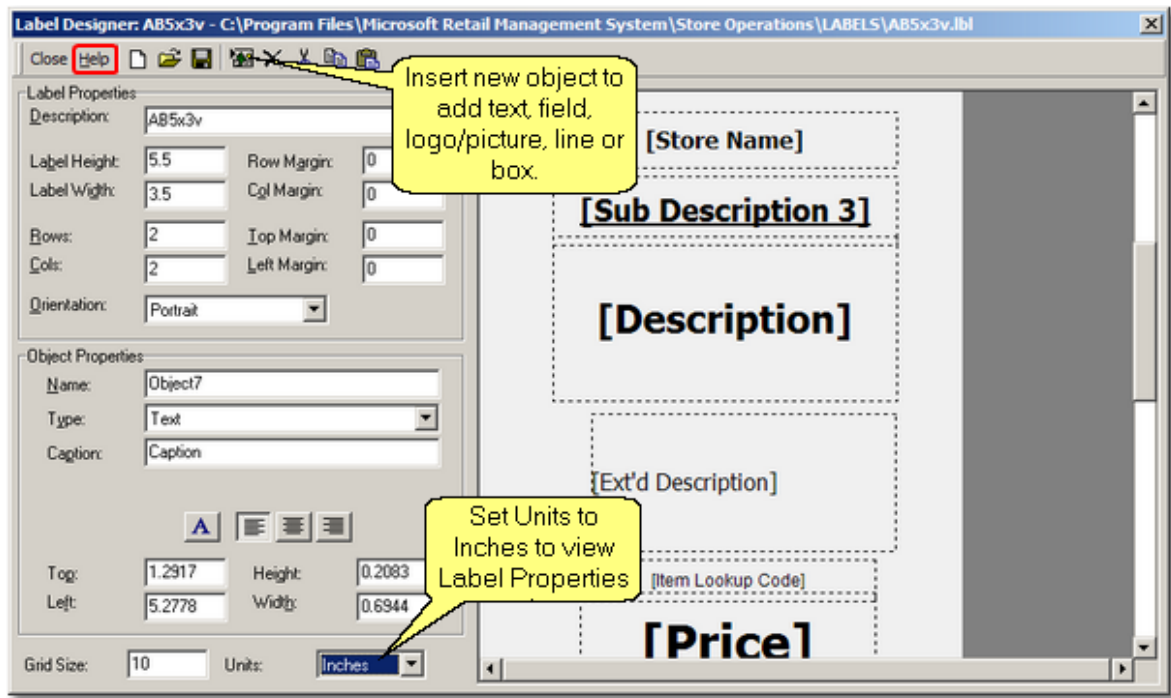 Label Designer: AB5x3v - C:\Program Files\Microsoft Retail Management System\Store Operations\LABELS\AB5x3v.lbl
Close Help
Insert new object to
add text, field,
logo/picture, line or
box.
Label Properties
Description: AB5x3v
Label Height: 5.5 Row Margin: 0
Label Width: 3.5 Col Margin: 0
Rows: 2 Top Margin: 0
Cols: 2 Left Margin: 0
Orientation: Portrait
Object Properties
Name: Object7
Type: Text
Caption: Caption
A
Top: 1.2917 Height: 0.2083
Left: 5.2778 Width: 0.6944
Grid Size: 10 Units: Inches
Set Units to
Inches to view
Label Properties
[Store Name]
[Sub Description 3]
[Description]
[Ext'd Description]
[Item Lookup Code]
[Price]